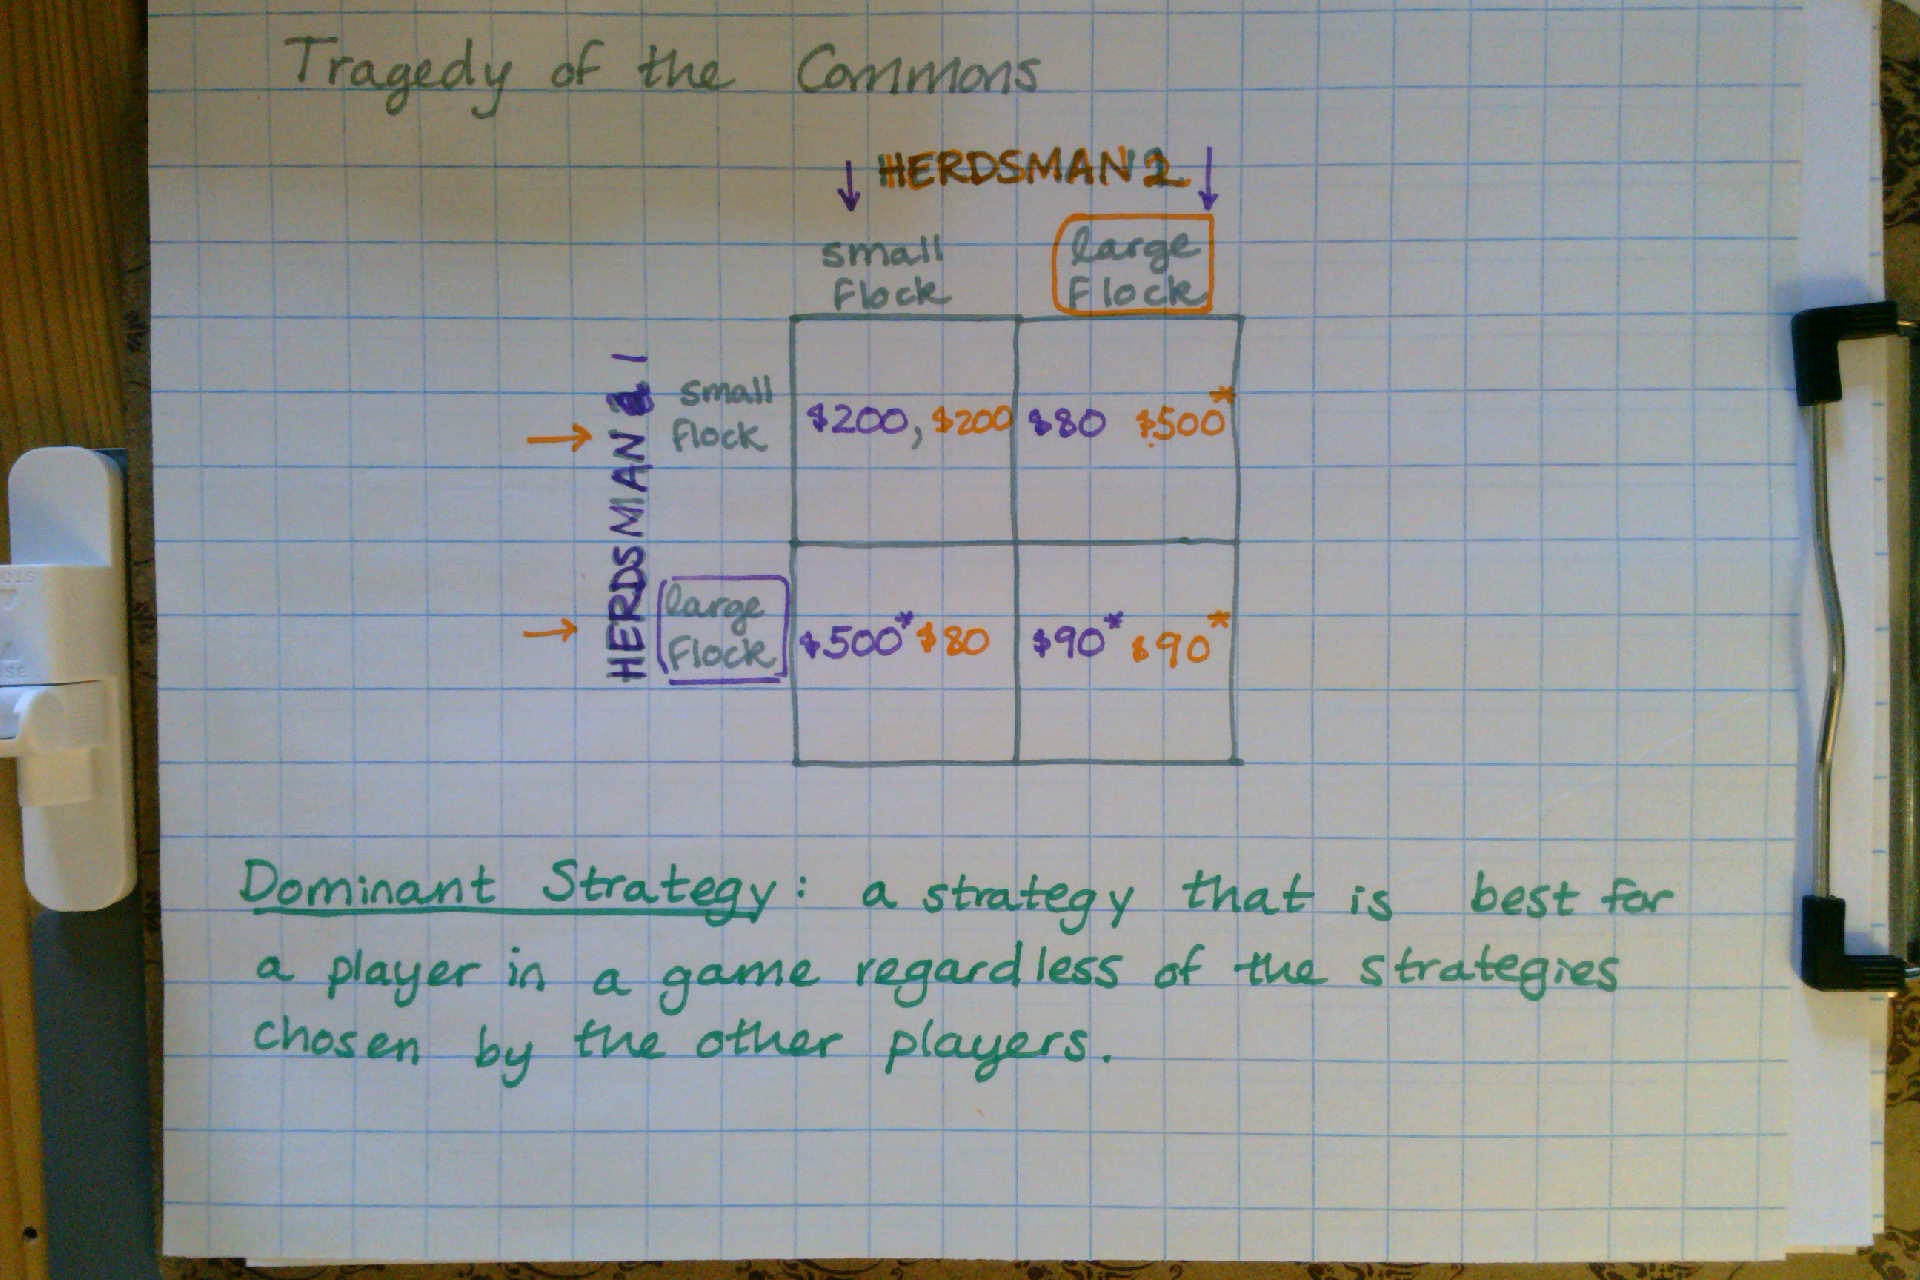 Tragedy of the Commons
HERDSMAN 2
small large
Flock Flock
HERDSMAN 1
small
Flock
$200, $200 $80 $500*
large
Flock
$500* $80 $90* $90*
Dominant Strategy: a strategy that is best for
a player in a game regardless of the strategies
chosen by the other players.